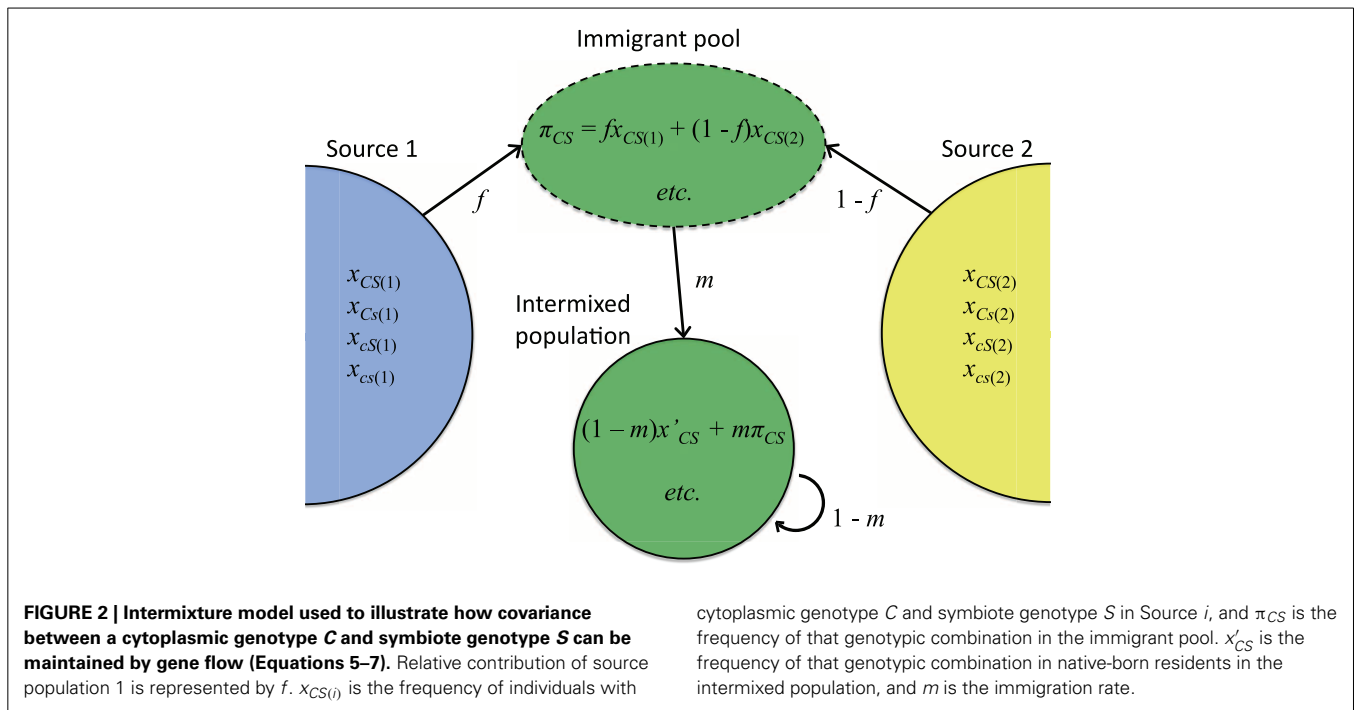 Immigrant pool
π_CS = fx_CS(1) + (1 - f)x_CS(2)
etc.
Source 1
Source 2
f
1 - f
x_CS(1)
x_Cs(1)
x_cS(1)
x_cs(1)
x_CS(2)
x_Cs(2)
x_cS(2)
x_cs(2)
m
Intermixed
population
(1 – m)x'_CS + mπ_CS
etc.
1 - m
FIGURE 2 | Intermixture model used to illustrate how covariance
between a cytoplasmic genotype C and symbiote genotype S can be
maintained by gene flow (Equations 5–7). Relative contribution of source
population 1 is represented by f. x_CS(i) is the frequency of individuals with
cytoplasmic genotype C and symbiote genotype S in Source i, and π_CS is the
frequency of that genotypic combination in the immigrant pool. x′_CS is the
frequency of that genotypic combination in native-born residents in the
intermixed population, and m is the immigration rate.